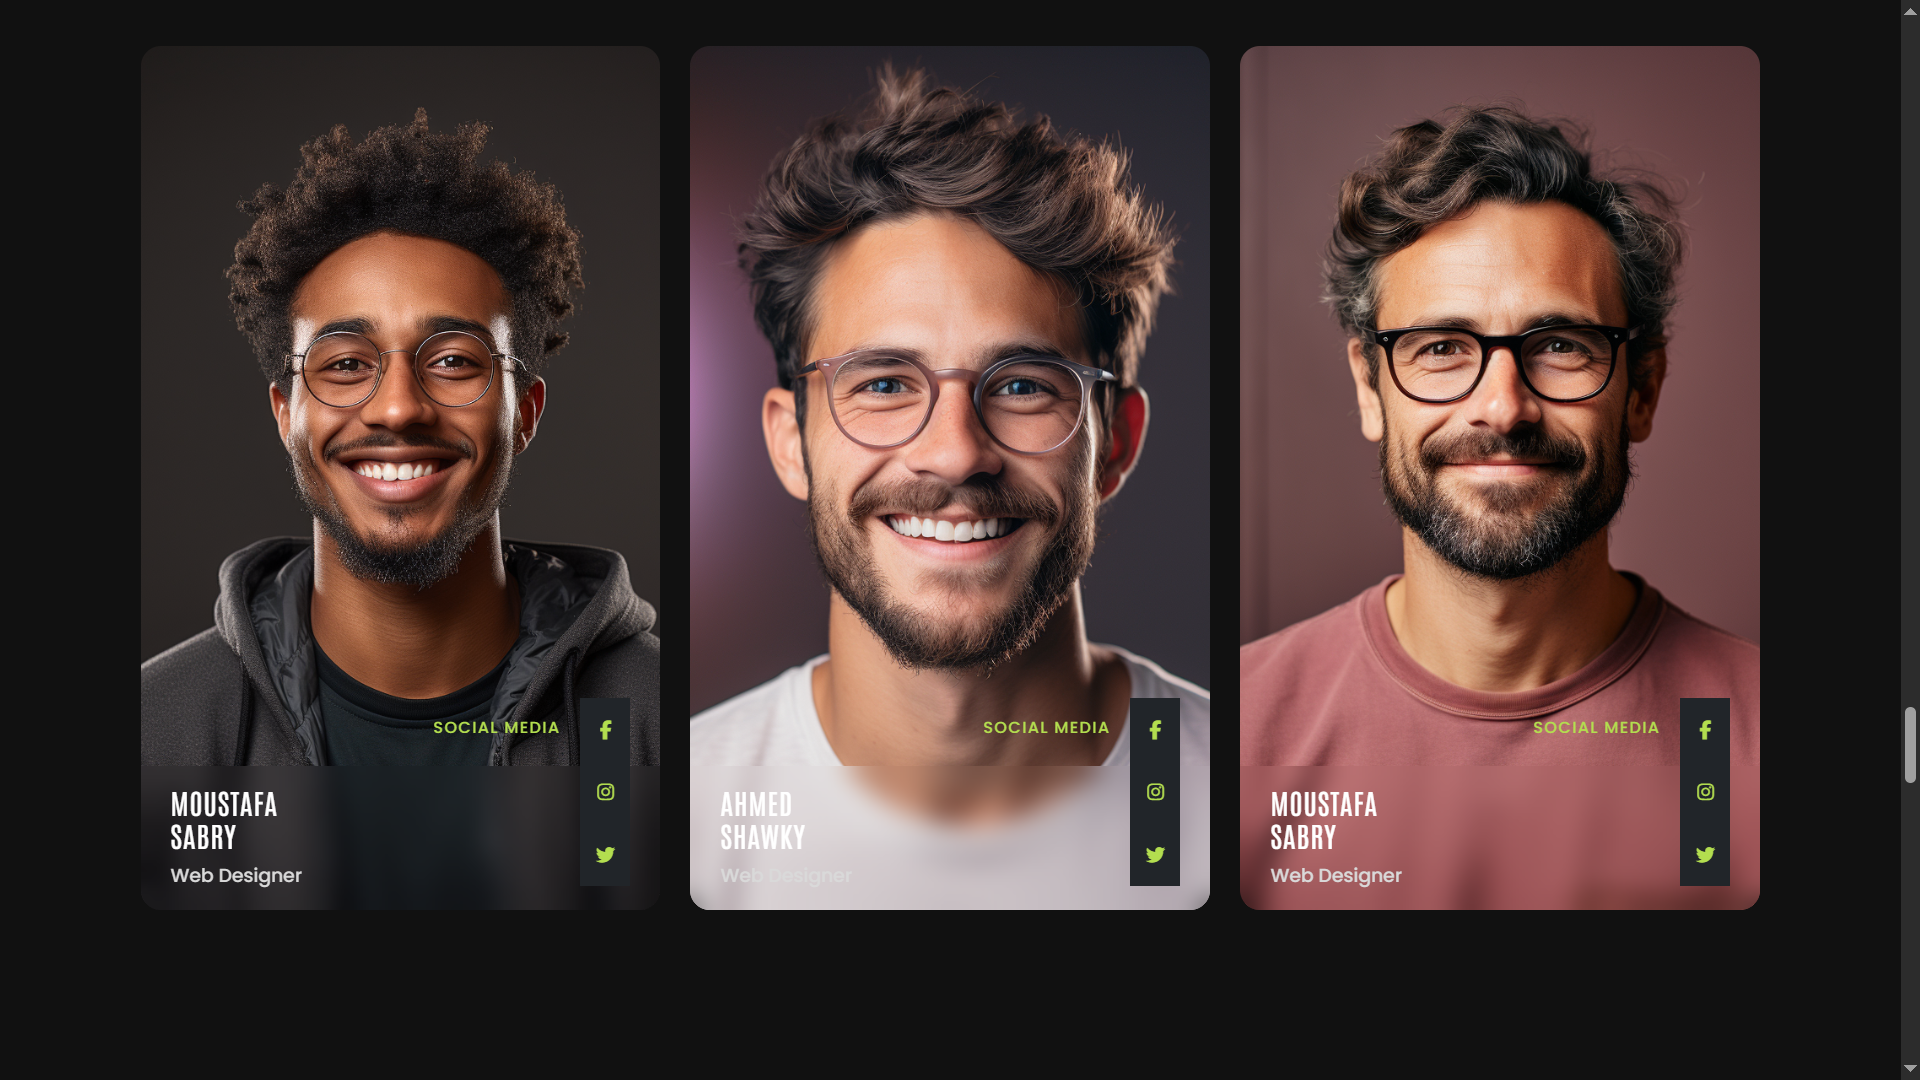 SOCIAL MEDIA
MOUSTAFA
SABRY
Web Designer
SOCIAL MEDIA
AHMED
SHAWKY
Web Designer
SOCIAL MEDIA
MOUSTAFA
SABRY
Web Designer